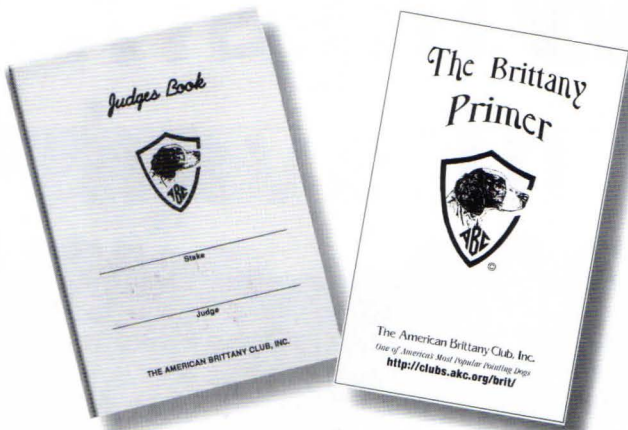 Judges Book
ABC
Stake
Judge
THE AMERICAN BRITTANY CLUB, INC.
The Brittany
Primer
ABC
©
The American Brittany Club, Inc.
One of America's Most Popular Pointing Dogs
http://clubs.akc.org/brit/